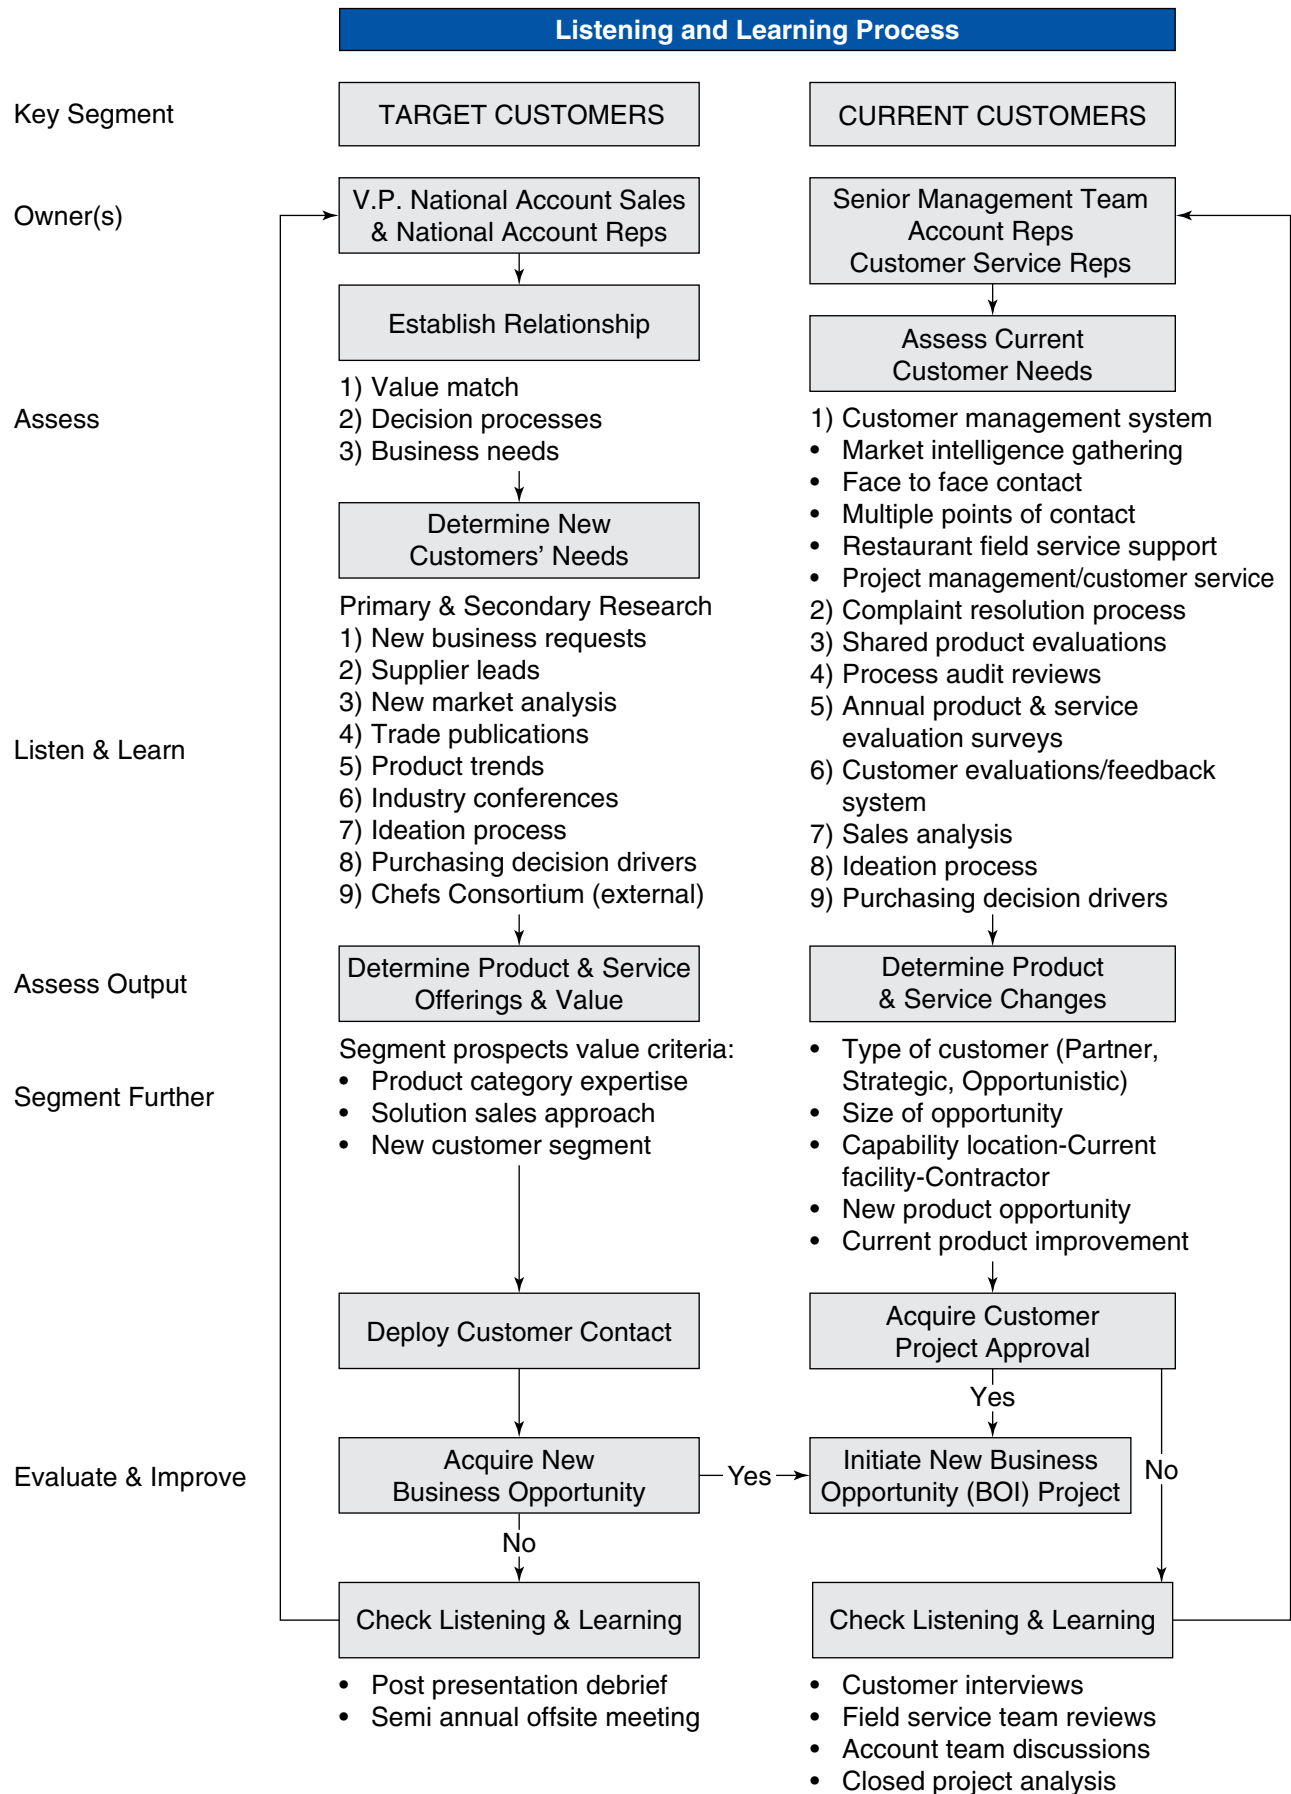 Listening and Learning Process
Key Segment
TARGET CUSTOMERS
CURRENT CUSTOMERS
Owner(s)
V.P. National Account Sales
& National Account Reps
Senior Management Team
Account Reps
Customer Service Reps
Establish Relationship
Assess Current
Customer Needs
Assess
1) Value match
2) Decision processes
3) Business needs
Determine New
Customers’ Needs
1) Customer management system
• Market intelligence gathering
• Face to face contact
• Multiple points of contact
• Restaurant field service support
• Project management/customer service
2) Complaint resolution process
3) Shared product evaluations
4) Process audit reviews
5) Annual product & service
evaluation surveys
6) Customer evaluations/feedback
system
7) Sales analysis
8) Ideation process
9) Purchasing decision drivers
Listen & Learn
Primary & Secondary Research
1) New business requests
2) Supplier leads
3) New market analysis
4) Trade publications
5) Product trends
6) Industry conferences
7) Ideation process
8) Purchasing decision drivers
9) Chefs Consortium (external)
Assess Output
Determine Product & Service
Offerings & Value
Determine Product
& Service Changes
Segment Further
Segment prospects value criteria:
• Product category expertise
• Solution sales approach
• New customer segment
• Type of customer (Partner,
Strategic, Opportunistic)
• Size of opportunity
• Capability location-Current
facility-Contractor
• New product opportunity
• Current product improvement
Deploy Customer Contact
Acquire Customer
Project Approval
Yes
Evaluate & Improve
Acquire New
Business Opportunity
Yes
Initiate New Business
Opportunity (BOI) Project
No
No
Check Listening & Learning
Check Listening & Learning
• Post presentation debrief
• Semi annual offsite meeting
• Customer interviews
• Field service team reviews
• Account team discussions
• Closed project analysis